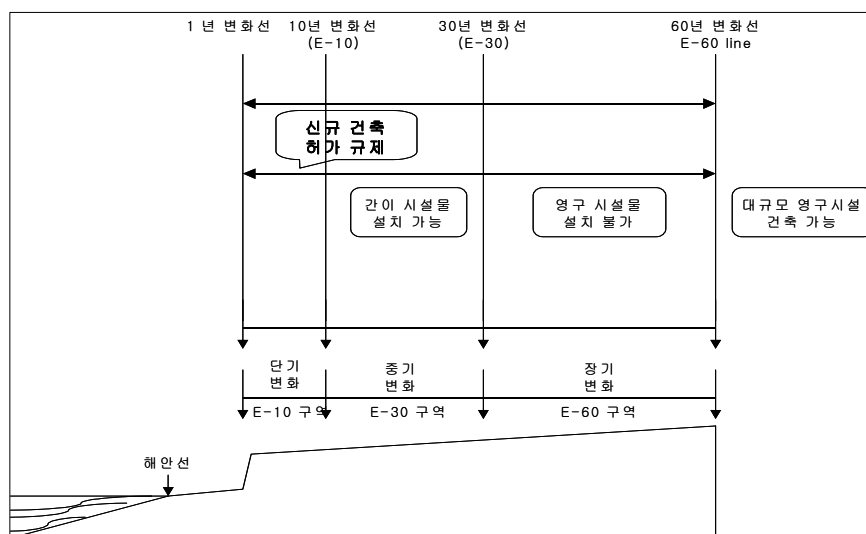 1년 변화선
10년 변화선
(E-10)
30년 변화선
(E-30)
60년 변화선
E-60 line
신규 건축
허가 규제
간이 시설물
설치 가능
영구 시설물
설치 불가
대규모 영구시설
건축 가능
단기
변화
중기
변화
장기
변화
E-10 구역
E-30 구역
E-60 구역
해안선